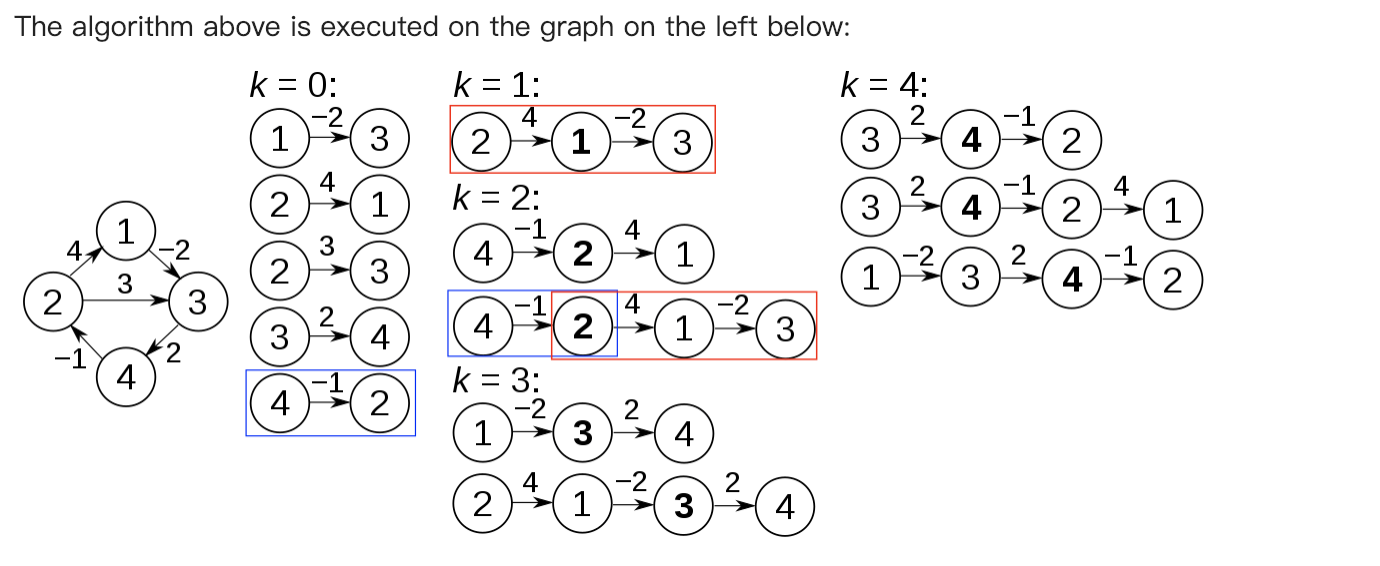 The algorithm above is executed on the graph on the left below:
k = 0:
1 −2 3
2 4 1
2 3 3
3 2 4
4 −1 2
k = 1:
2 4 1 −2 3
k = 2:
4 −1 2 4 1
4 −1 2 4 1 −2 3
k = 3:
1 −2 3 2 4
2 4 1 −2 3 2 4
k = 4:
3 2 4 −1 2
3 2 4 −1 2 4 1
1 −2 3 2 4 −1 2
1
4 −2
3
2 3
−1 2
4